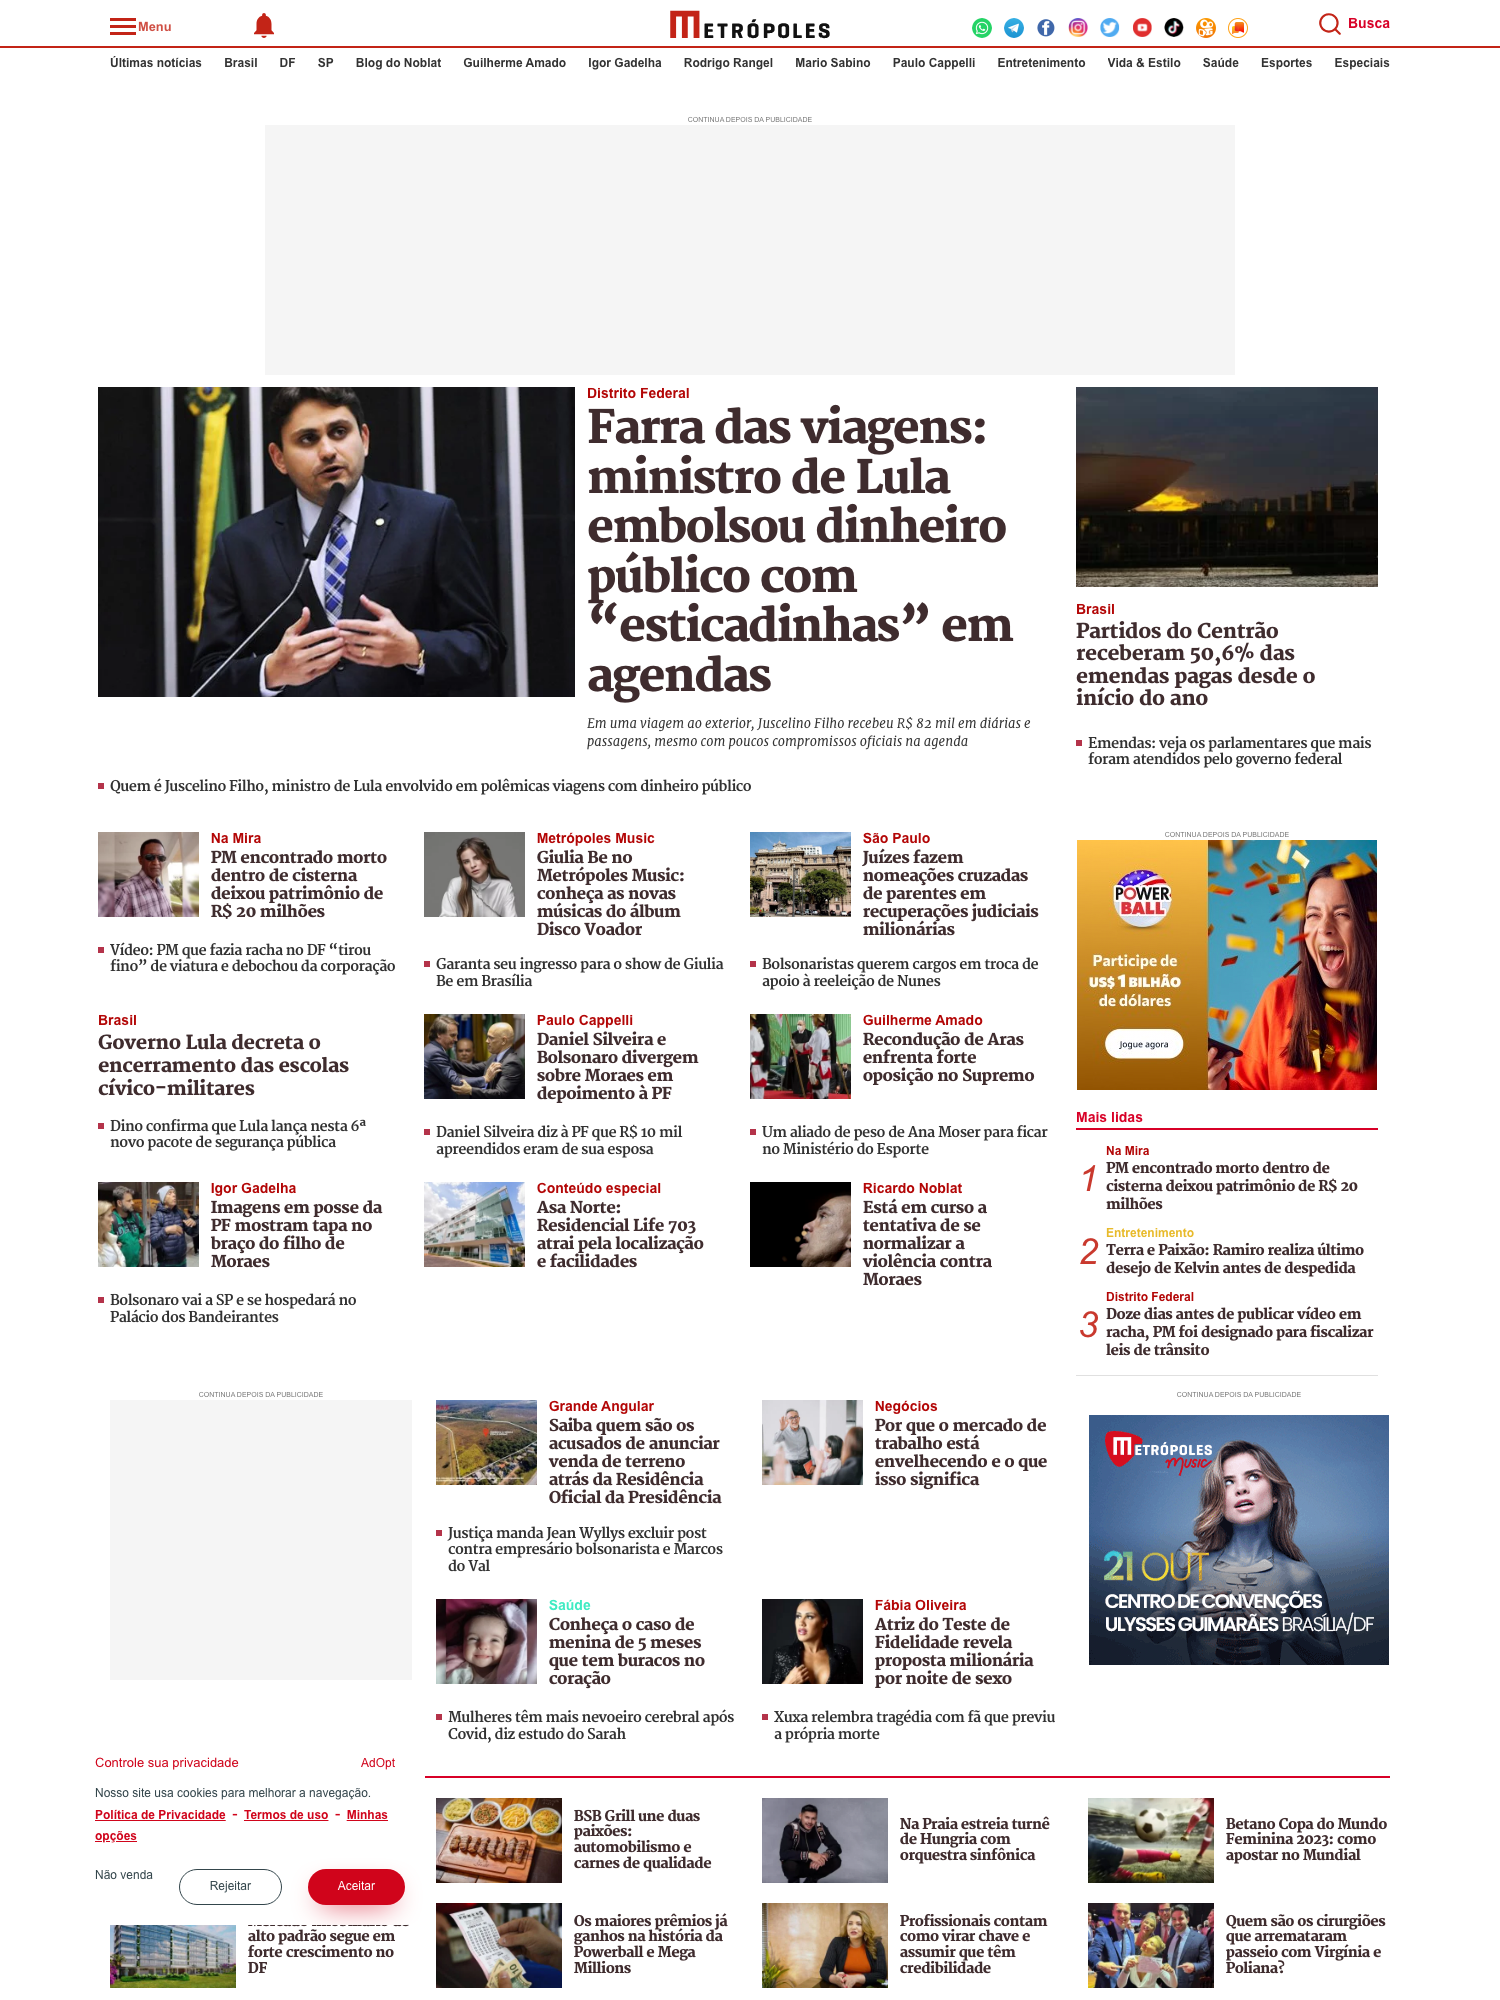 Menu
METRÓPOLES
Busca
Últimas notícias Brasil DF SP Blog do Noblat Guilherme Amado Igor Gadelha Rodrigo Rangel Mario Sabino Paulo Cappelli Entretenimento Vida & Estilo Saúde Esportes Especiais
CONTINUA DEPOIS DA PUBLICIDADE
Distrito Federal
Farra das viagens:
ministro de Lula
embolsou dinheiro
público com
“esticadinhas” em
agendas
Em uma viagem ao exterior, Juscelino Filho recebeu R$ 82 mil em diárias e
passagens, mesmo com poucos compromissos oficiais na agenda
Quem é Juscelino Filho, ministro de Lula envolvido em polêmicas viagens com dinheiro público
Brasil
Partidos do Centrão
receberam 50,6% das
emendas pagas desde o
início do ano
Emendas: veja os parlamentares que mais
foram atendidos pelo governo federal
Na Mira
PM encontrado morto
dentro de cisterna
deixou patrimônio de
R$ 20 milhões
Vídeo: PM que fazia racha no DF “tirou
fino” de viatura e debochou da corporação
Metrópoles Music
Giulia Be no
Metrópoles Music:
conheça as novas
músicas do álbum
Disco Voador
Garanta seu ingresso para o show de Giulia
Be em Brasília
São Paulo
Juízes fazem
nomeações cruzadas
de parentes em
recuperações judiciais
milionárias
Bolsonaristas querem cargos em troca de
apoio à reeleição de Nunes
Brasil
Governo Lula decreta o
encerramento das escolas
cívico-militares
Dino confirma que Lula lança nesta 6ª
novo pacote de segurança pública
Paulo Cappelli
Daniel Silveira e
Bolsonaro divergem
sobre Moraes em
depoimento à PF
Daniel Silveira diz à PF que R$ 10 mil
apreendidos eram de sua esposa
Guilherme Amado
Recondução de Aras
enfrenta forte
oposição no Supremo
Um aliado de peso de Ana Moser para ficar
no Ministério do Esporte
Igor Gadelha
Imagens em posse da
PF mostram tapa no
braço do filho de
Moraes
Bolsonaro vai a SP e se hospedará no
Palácio dos Bandeirantes
Conteúdo especial
Asa Norte:
Residencial Life 703
atrai pela localização
e facilidades
Ricardo Noblat
Está em curso a
tentativa de se
normalizar a
violência contra
Moraes
CONTINUA DEPOIS DA PUBLICIDADE
POWER
BALL
Participe de
US$ 1 BILHÃO
de dólares
Jogue agora
Mais lidas
1
Na Mira
PM encontrado morto dentro de
cisterna deixou patrimônio de R$ 20
milhões
2
Entretenimento
Terra e Paixão: Ramiro realiza último
desejo de Kelvin antes de despedida
3
Distrito Federal
Doze dias antes de publicar vídeo em
racha, PM foi designado para fiscalizar
leis de trânsito
CONTINUA DEPOIS DA PUBLICIDADE
Grande Angular
Saiba quem são os
acusados de anunciar
venda de terreno
atrás da Residência
Oficial da Presidência
Justiça manda Jean Wyllys excluir post
contra empresário bolsonarista e Marcos
do Val
Negócios
Por que o mercado de
trabalho está
envelhecendo e o que
isso significa
CONTINUA DEPOIS DA PUBLICIDADE
METRÓPOLES
Music
21 OUT
CENTRO DE CONVENÇÕES
ULYSSES GUIMARÃES BRASÍLIA/DF
Saúde
Conheça o caso de
menina de 5 meses
que tem buracos no
coração
Mulheres têm mais nevoeiro cerebral após
Covid, diz estudo do Sarah
Fábia Oliveira
Atriz do Teste de
Fidelidade revela
proposta milionária
por noite de sexo
Xuxa relembra tragédia com fã que previu
a própria morte
Controle sua privacidade
AdOpt
Nosso site usa cookies para melhorar a navegação.
Política de Privacidade - Termos de uso - Minhas
opções
Não venda
Rejeitar
Aceitar
BSB Grill une duas
paixões:
automobilismo e
carnes de qualidade
Na Praia estreia turnê
de Hungria com
orquestra sinfônica
Betano Copa do Mundo
Feminina 2023: como
apostar no Mundial
alto padrão segue em
forte crescimento no
DF
Os maiores prêmios já
ganhos na história da
Powerball e Mega
Millions
Profissionais contam
como virar chave e
assumir que têm
credibilidade
Quem são os cirurgiões
que arremataram
passeio com Virgínia e
Poliana?